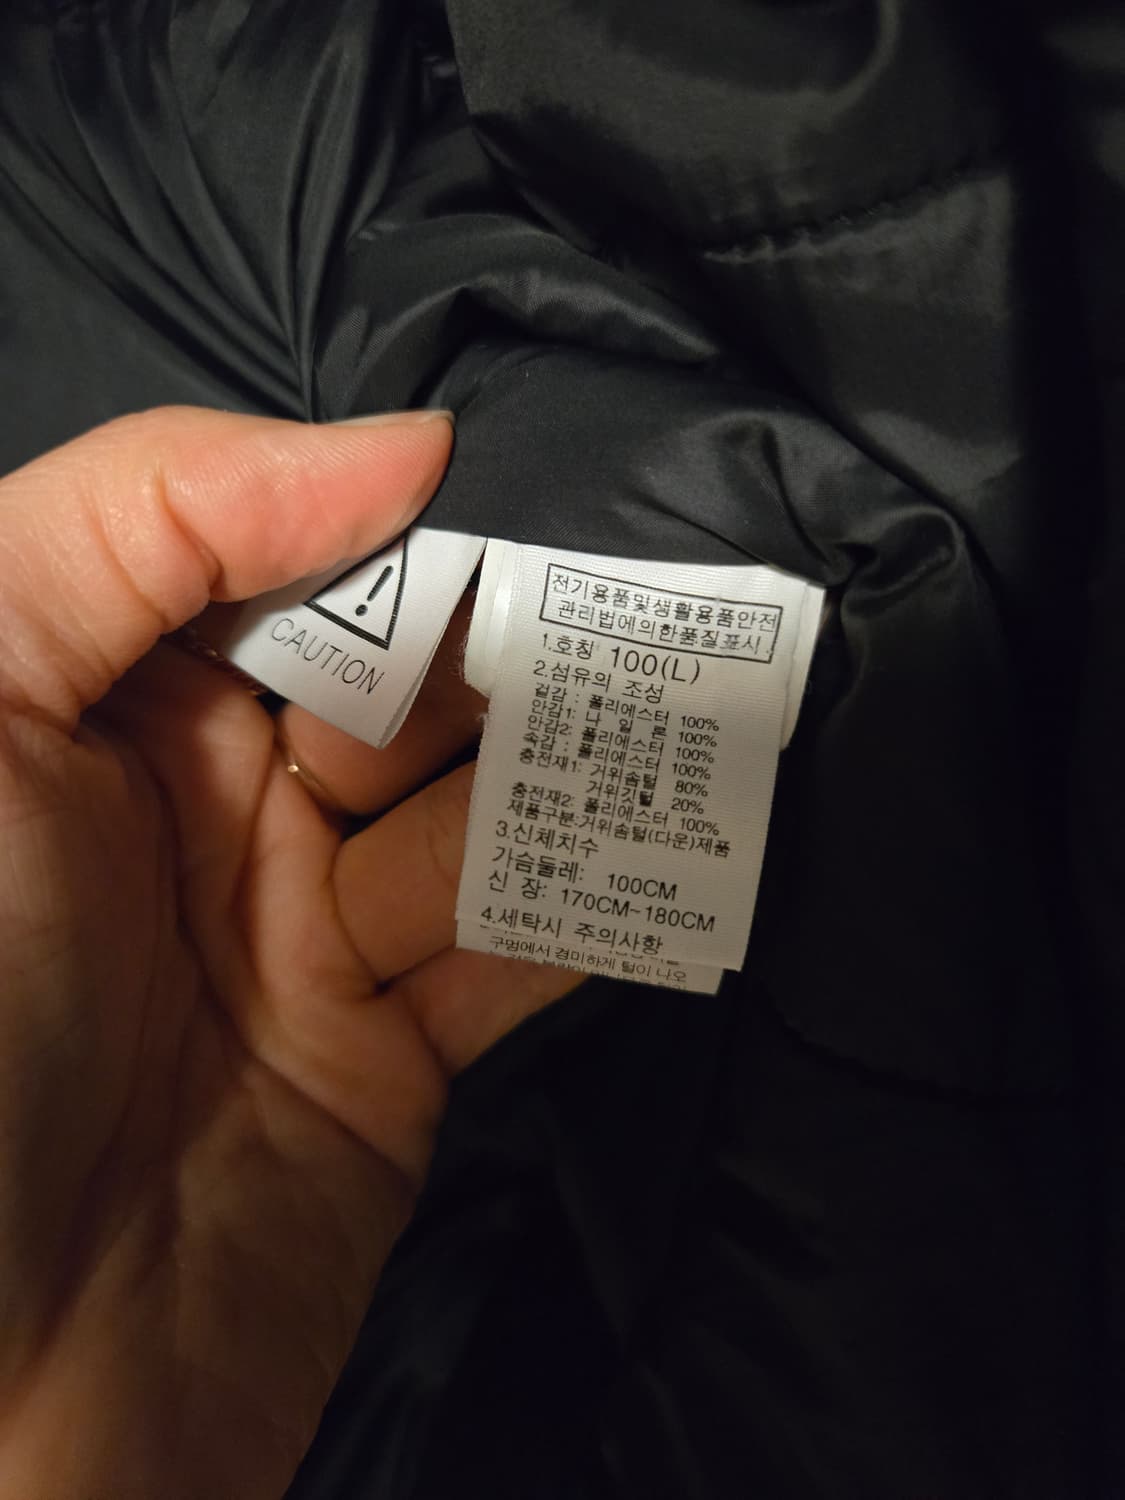 !
CAUTION
전기용품및생활용품안전
관리법에의한품질표시
1.호칭 100(L)
2.섬유의 조성
겉감 : 폴리에스터 100%
안감1: 나 일 론 100%
안감2: 폴리에스터 100%
속감 : 폴리에스터 100%
충전재1: 거위솜털 80%
거위깃털 20%
충전재2: 폴리에스터 100%
제품구분:거위솜털(다운)제품
3.신체치수
가슴둘레: 100CM
신 장: 170CM~180CM
4.세탁시 주의사항
구멍에서 경미하게 털이 나오